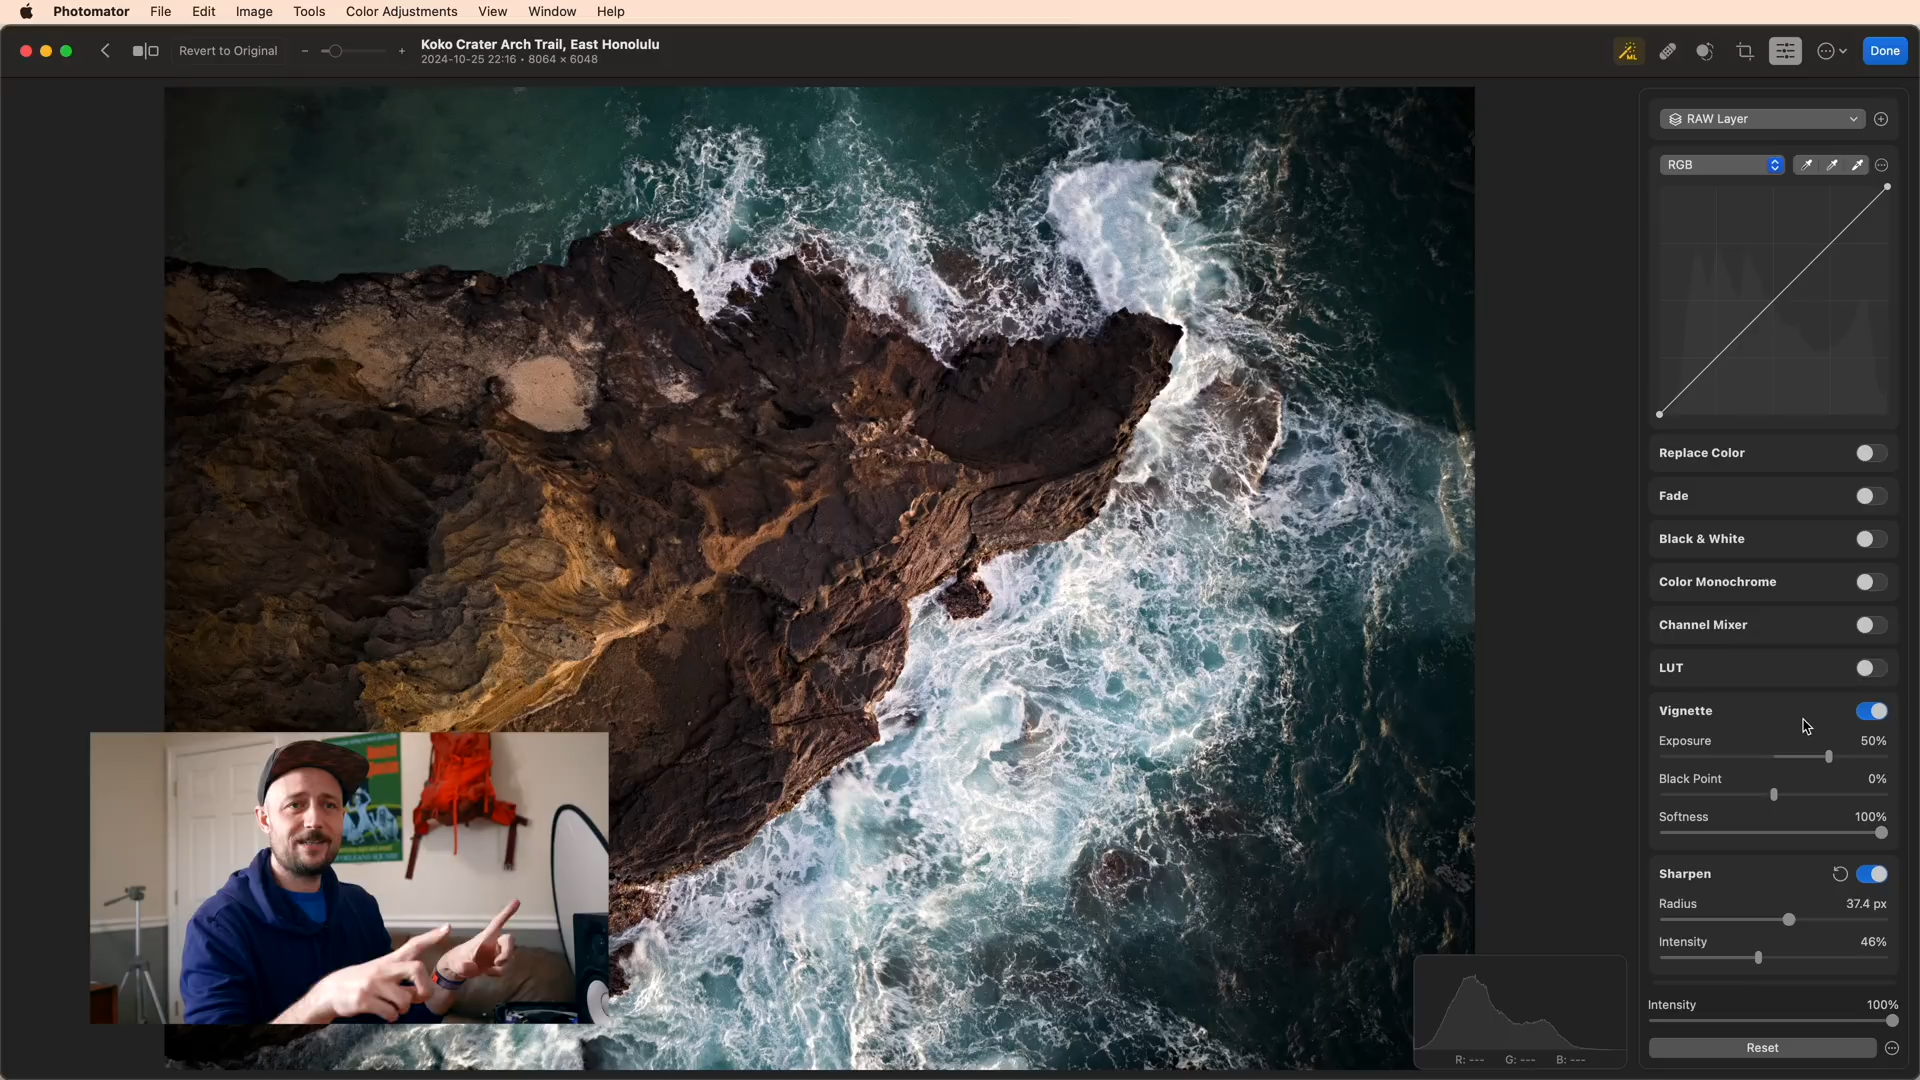 Photomator File Edit Image Tools Color Adjustments View Window Help
Revert to Original
Koko Crater Arch Trail, East Honolulu
2024-10-25 22:16 • 8064 × 6048
ML
Done
RAW Layer
RGB
Replace Color
Fade
Black & White
Color Monochrome
Channel Mixer
LUT
Vignette
Exposure 50%
Black Point 0%
Softness 100%
Sharpen
Radius 37.4 px
Intensity 46%
Intensity 100%
Reset
R: --- G: --- B: ---